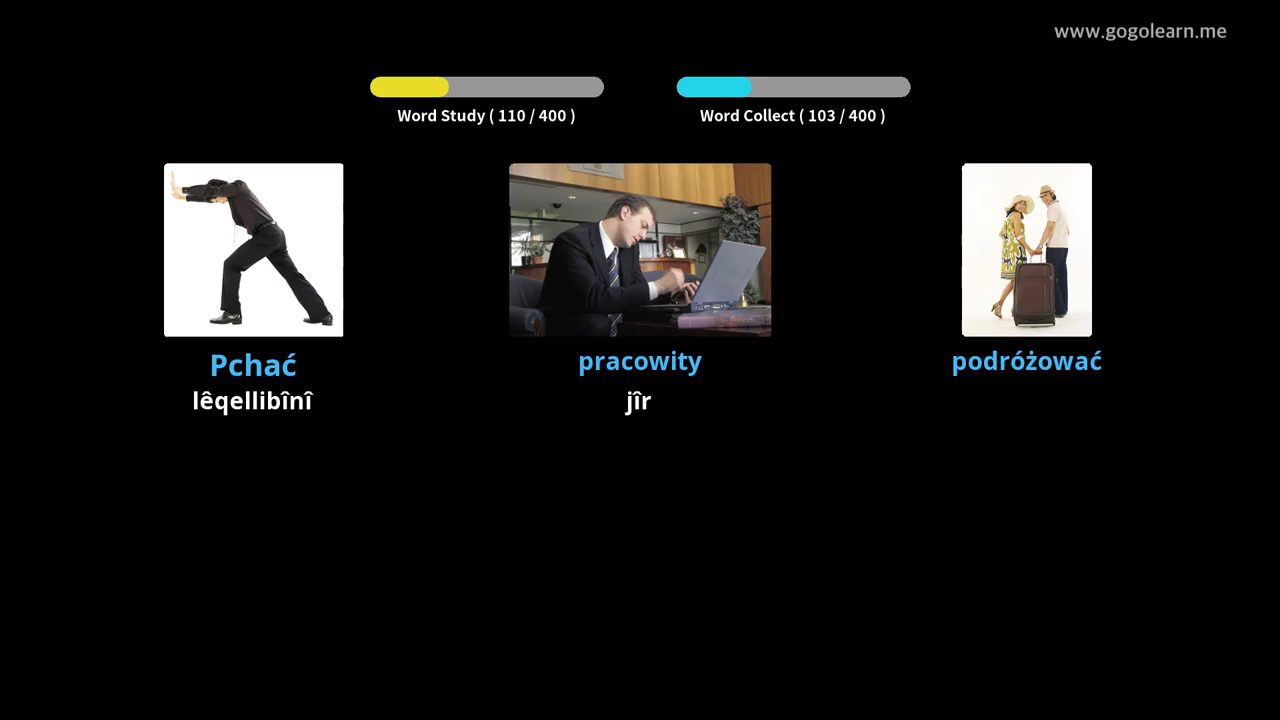 www.gogolearn.me
Word Study ( 110 / 400 )
Word Collect ( 103 / 400 )
Pchać
pracowity
podróżować
lêqellibînî
jîr